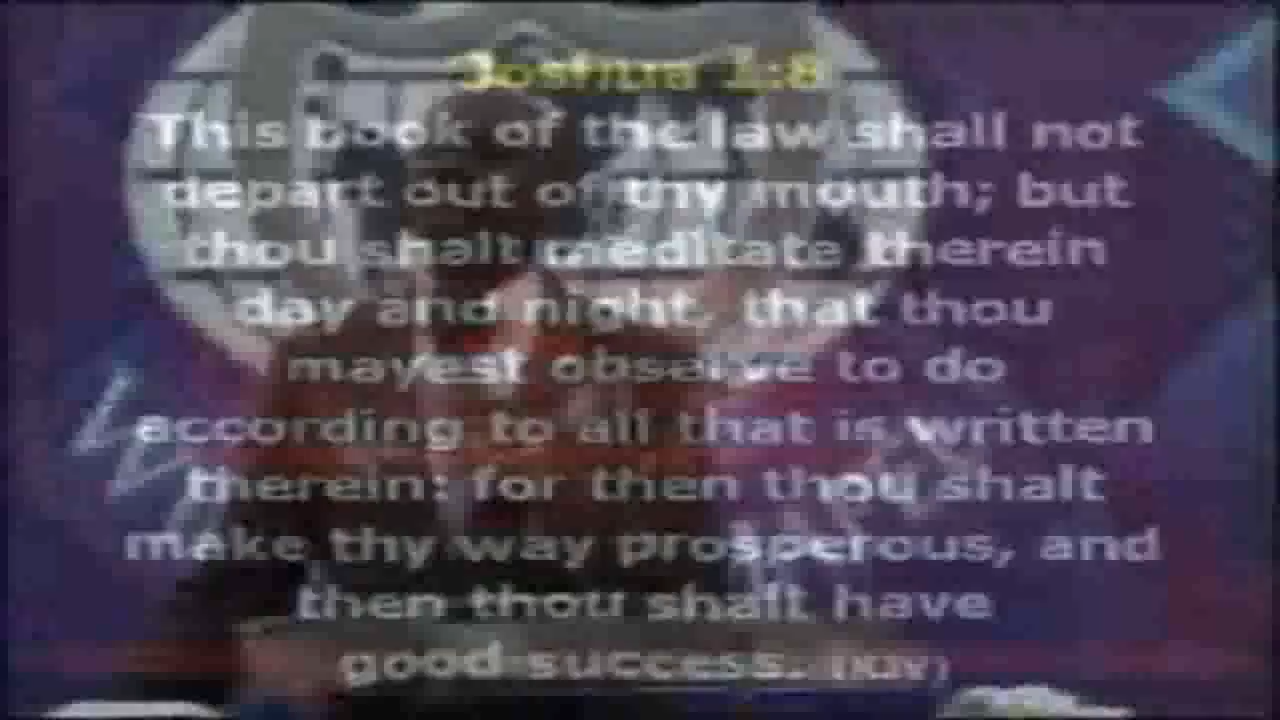 Joshua 1:8
This book of the law shall not
depart out of thy mouth; but
thou shalt meditate therein
day and night, that thou
mayest observe to do
according to all that is written
therein: for then thou shalt
make thy way prosperous, and
then thou shalt have
good success. (KJV)